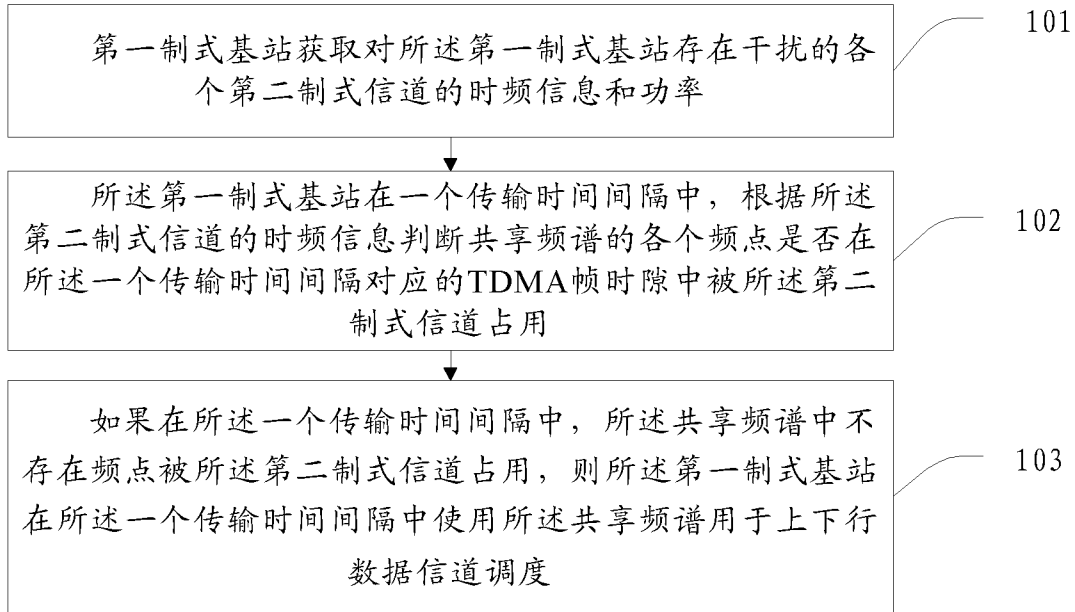 第一制式基站获取对所述第一制式基站存在干扰的各
个第二制式信道的时频信息和功率
101
所述第一制式基站在一个传输时间间隔中，根据所述
第二制式信道的时频信息判断共享频谱的各个频点是否在
所述一个传输时间间隔对应的TDMA帧时隙中被所述第二
制式信道占用
102
如果在所述一个传输时间间隔中，所述共享频谱中不
存在频点被所述第二制式信道占用，则所述第一制式基站
在所述一个传输时间间隔中使用所述共享频谱用于上下行
数据信道调度
103